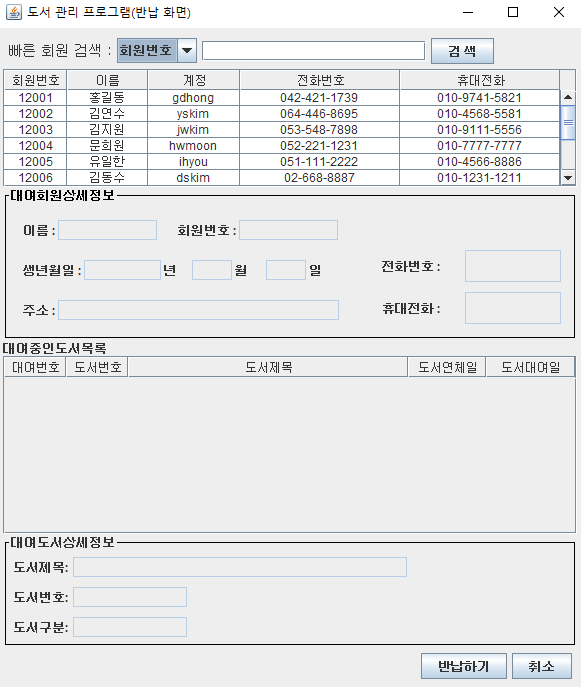 도서 관리 프로그램(반납 화면)
빠른 회원 검색 : 회원번호 검색
회원번호 이름 계정 전화번호 휴대전화
12001 홍길동 gdhong 042-421-1739 010-9741-5821
12002 김연수 yskim 064-446-8695 010-4568-5581
12003 김지원 jwkim 053-548-7898 010-9111-5556
12004 문희원 hwmoon 052-221-1231 010-7777-7777
12005 유일한 ihyou 051-111-2222 010-4566-8886
12006 김동수 dskim 02-668-8887 010-1231-1211
대여회원상세정보
이름 : 회원번호 :
생년월일 : 년 월 일 전화번호 :
주소 : 휴대전화 :
대여중인도서목록
대여번호 도서번호 도서제목 도서연체일 도서대여일
대여도서상세정보
도서제목:
도서번호:
도서구분:
반납하기 취소